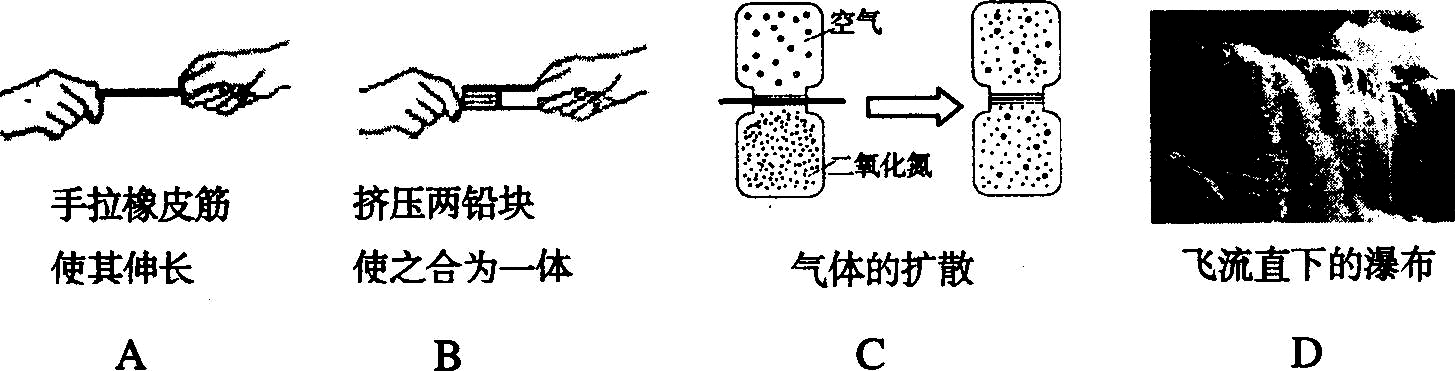 空气
二氧化氮
手拉橡皮筋
使其伸长
挤压两铅块
使之合为一体
气体的扩散
飞流直下的瀑布
A
B
C
D